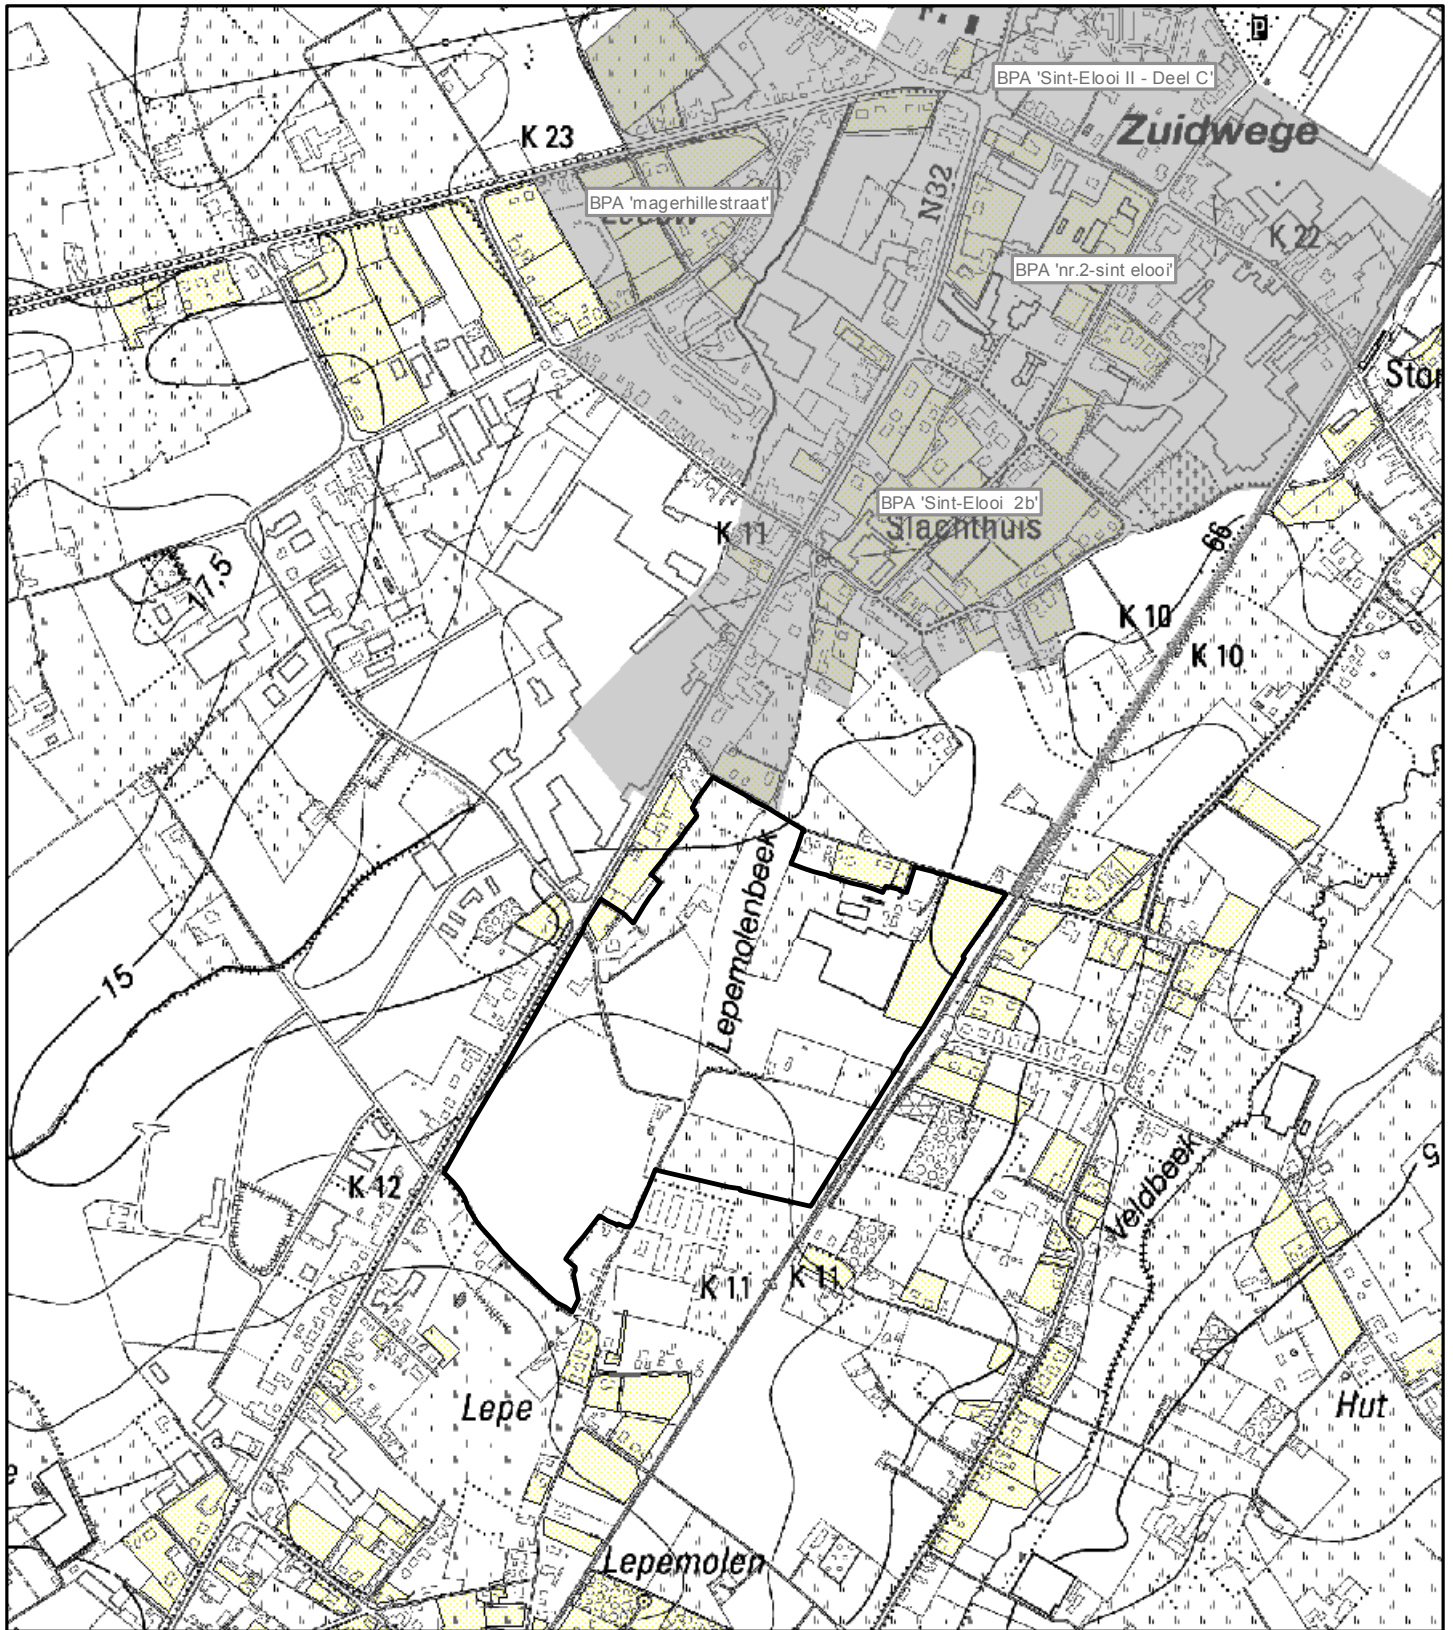 P
BPA 'Sint-Elooi II - Deel C'
Zuidwege
K 23
N32
BPA 'magerhillestraat'
K 22
BPA 'nr.2-sint elooi'
BPA 'Sint-Elooi 2b'
Slachthuis
K 11
66
17,5
K 10
K 10
Lepemolenbeek
15
K 12
Veldbeek
5
K 11
K 11
Lepe
Hut
Lepemolen